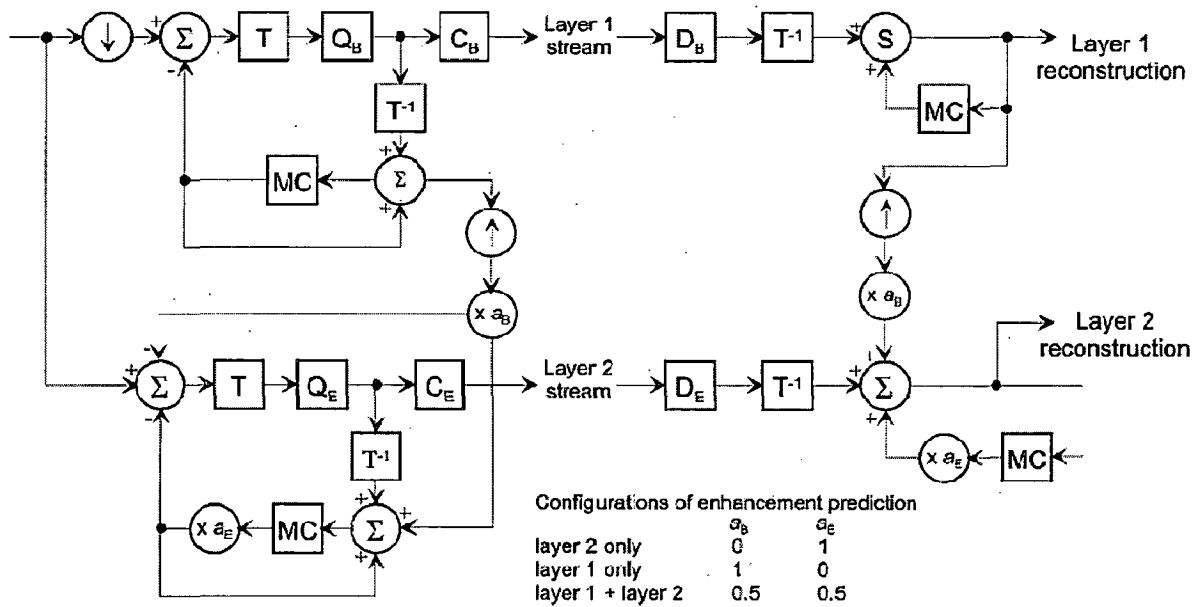 ↓ Σ T Q_B C_B Layer 1 stream D_B T⁻¹ S Layer 1 reconstruction
+ - + +
T⁻¹ MC
MC Σ
+ +
↑ ↑
x a_B x a_B
Σ T Q_E C_E Layer 2 stream D_E T⁻¹ Σ Layer 2 reconstruction
- + - + + +
T⁻¹
x a_E MC Σ x a_E MC
+ + +
Configurations of enhancement prediction
a_B a_E
layer 2 only 0 1
layer 1 only 1 0
layer 1 + layer 2 0.5 0.5